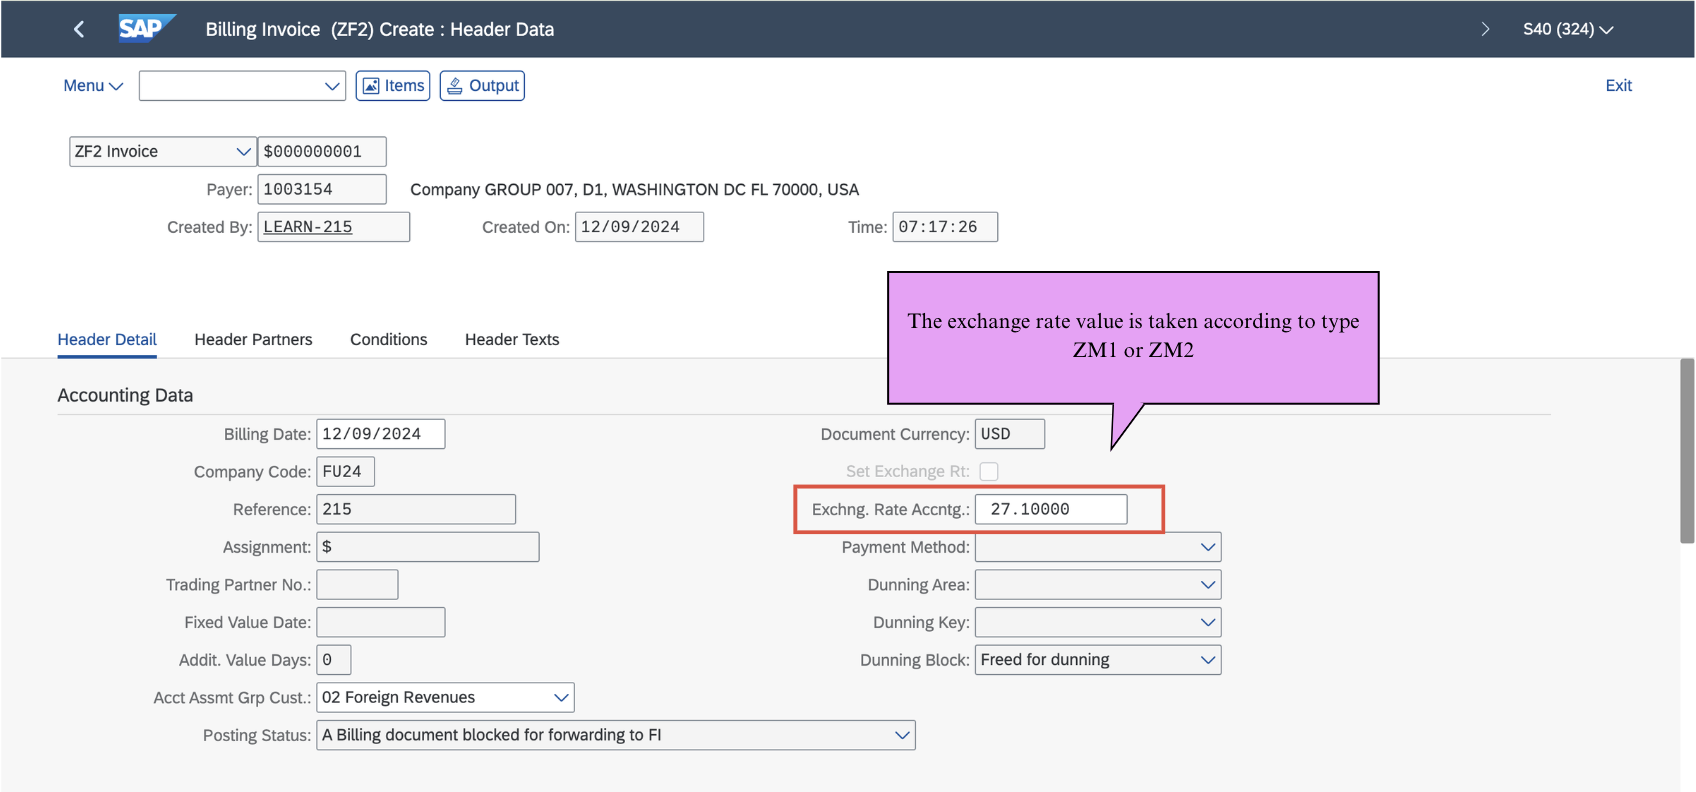 SAP Billing Invoice (ZF2) Create : Header Data S40 (324)
Menu Items Output Exit
ZF2 Invoice $000000001
Payer: 1003154 Company GROUP 007, D1, WASHINGTON DC FL 70000, USA
Created By: LEARN-215 Created On: 12/09/2024 Time: 07:17:26
The exchange rate value is taken according to type
ZM1 or ZM2
Header Detail Header Partners Conditions Header Texts
Accounting Data
Billing Date: 12/09/2024 Document Currency: USD
Company Code: FU24 Set Exchange Rt:
Reference: 215 Exchng. Rate Accntg.: 27.10000
Assignment: $ Payment Method:
Trading Partner No.: Dunning Area:
Fixed Value Date: Dunning Key:
Addit. Value Days: 0 Dunning Block: Freed for dunning
Acct Assmt Grp Cust.: 02 Foreign Revenues
Posting Status: A Billing document blocked for forwarding to FI